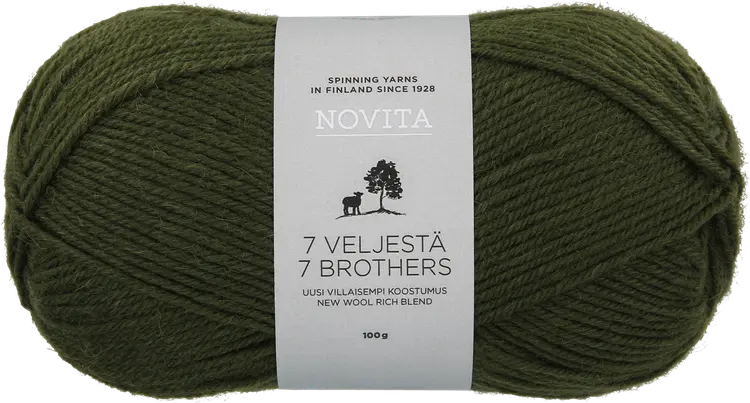 SPINNING YARNS
IN FINLAND SINCE 1928
NOVITA
7 VELJESTÄ
7 BROTHERS
UUSI VILLAISEMPI KOOSTUMUS
NEW WOOL RICH BLEND
100g